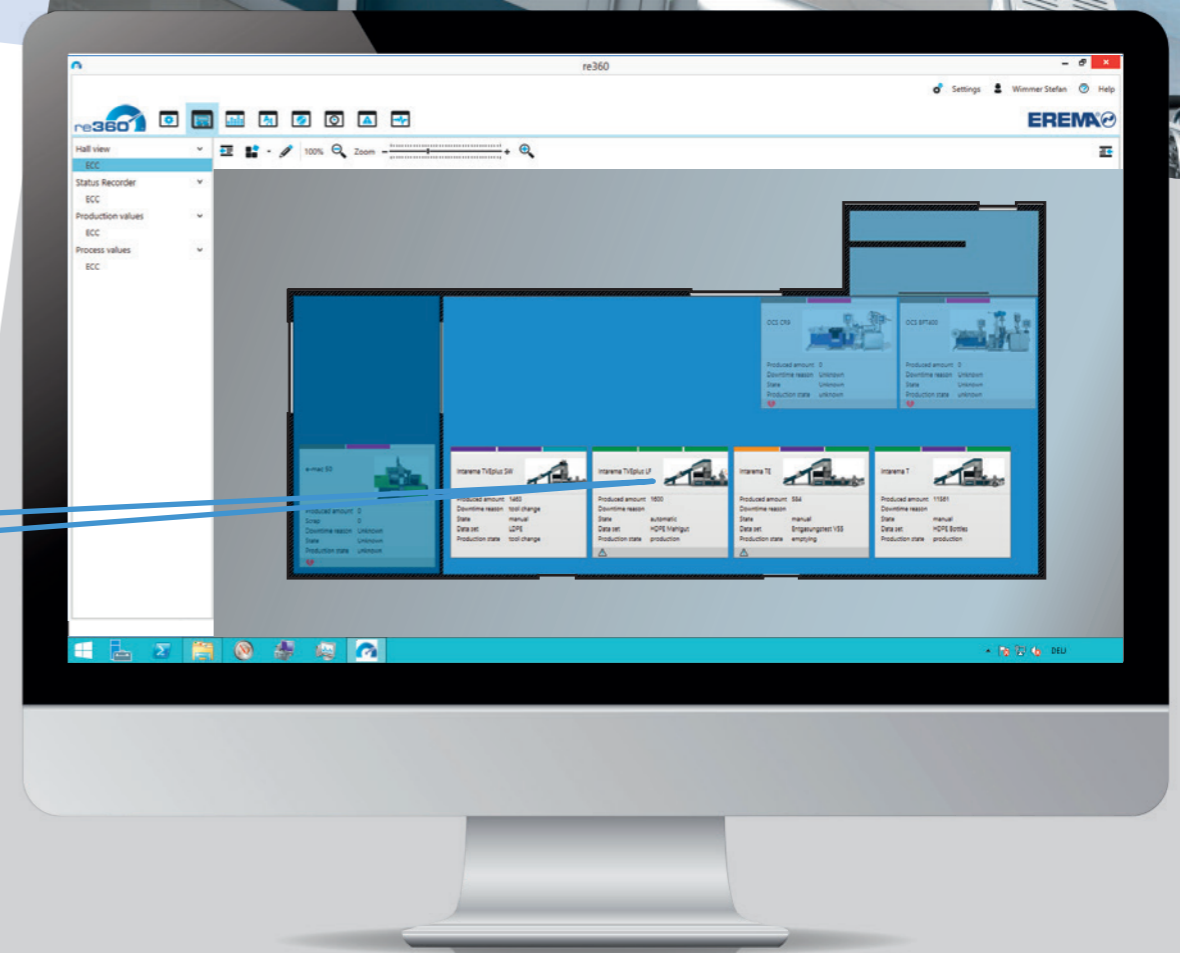 re360
Settings Wimmer Stefan Help
re360
EREMA
Hall view
ECC
Status Recorder
ECC
Production values
ECC
Process values
ECC
100% Zoom - +
OCS CR9
Produced amount 0
Downtime reason Unknown
State Unknown
Production state unknown
Produced amount 0
Downtime reason Unknown
State Unknown
Production state unknown
e-mac 50
Produced amount 0
Scrap 0
Downtime reason Unknown
State Unknown
Production state unknown
Intarema TVEplus SW
Produced amount 1463
Downtime reason tool change
State manual
Data set LDPE
Production state tool change
Intarema TVEplus LF
Produced amount 1600
Downtime reason
State automatic
Data set HDPE Mahlgut
Production state production
Intarema TE
Produced amount 584
Downtime reason
State manual
Data set Entgasungstest VSS
Production state emptying
Intarema T
Produced amount 11561
Downtime reason
State manual
Data set HDPE Bottles
Production state production
DEU